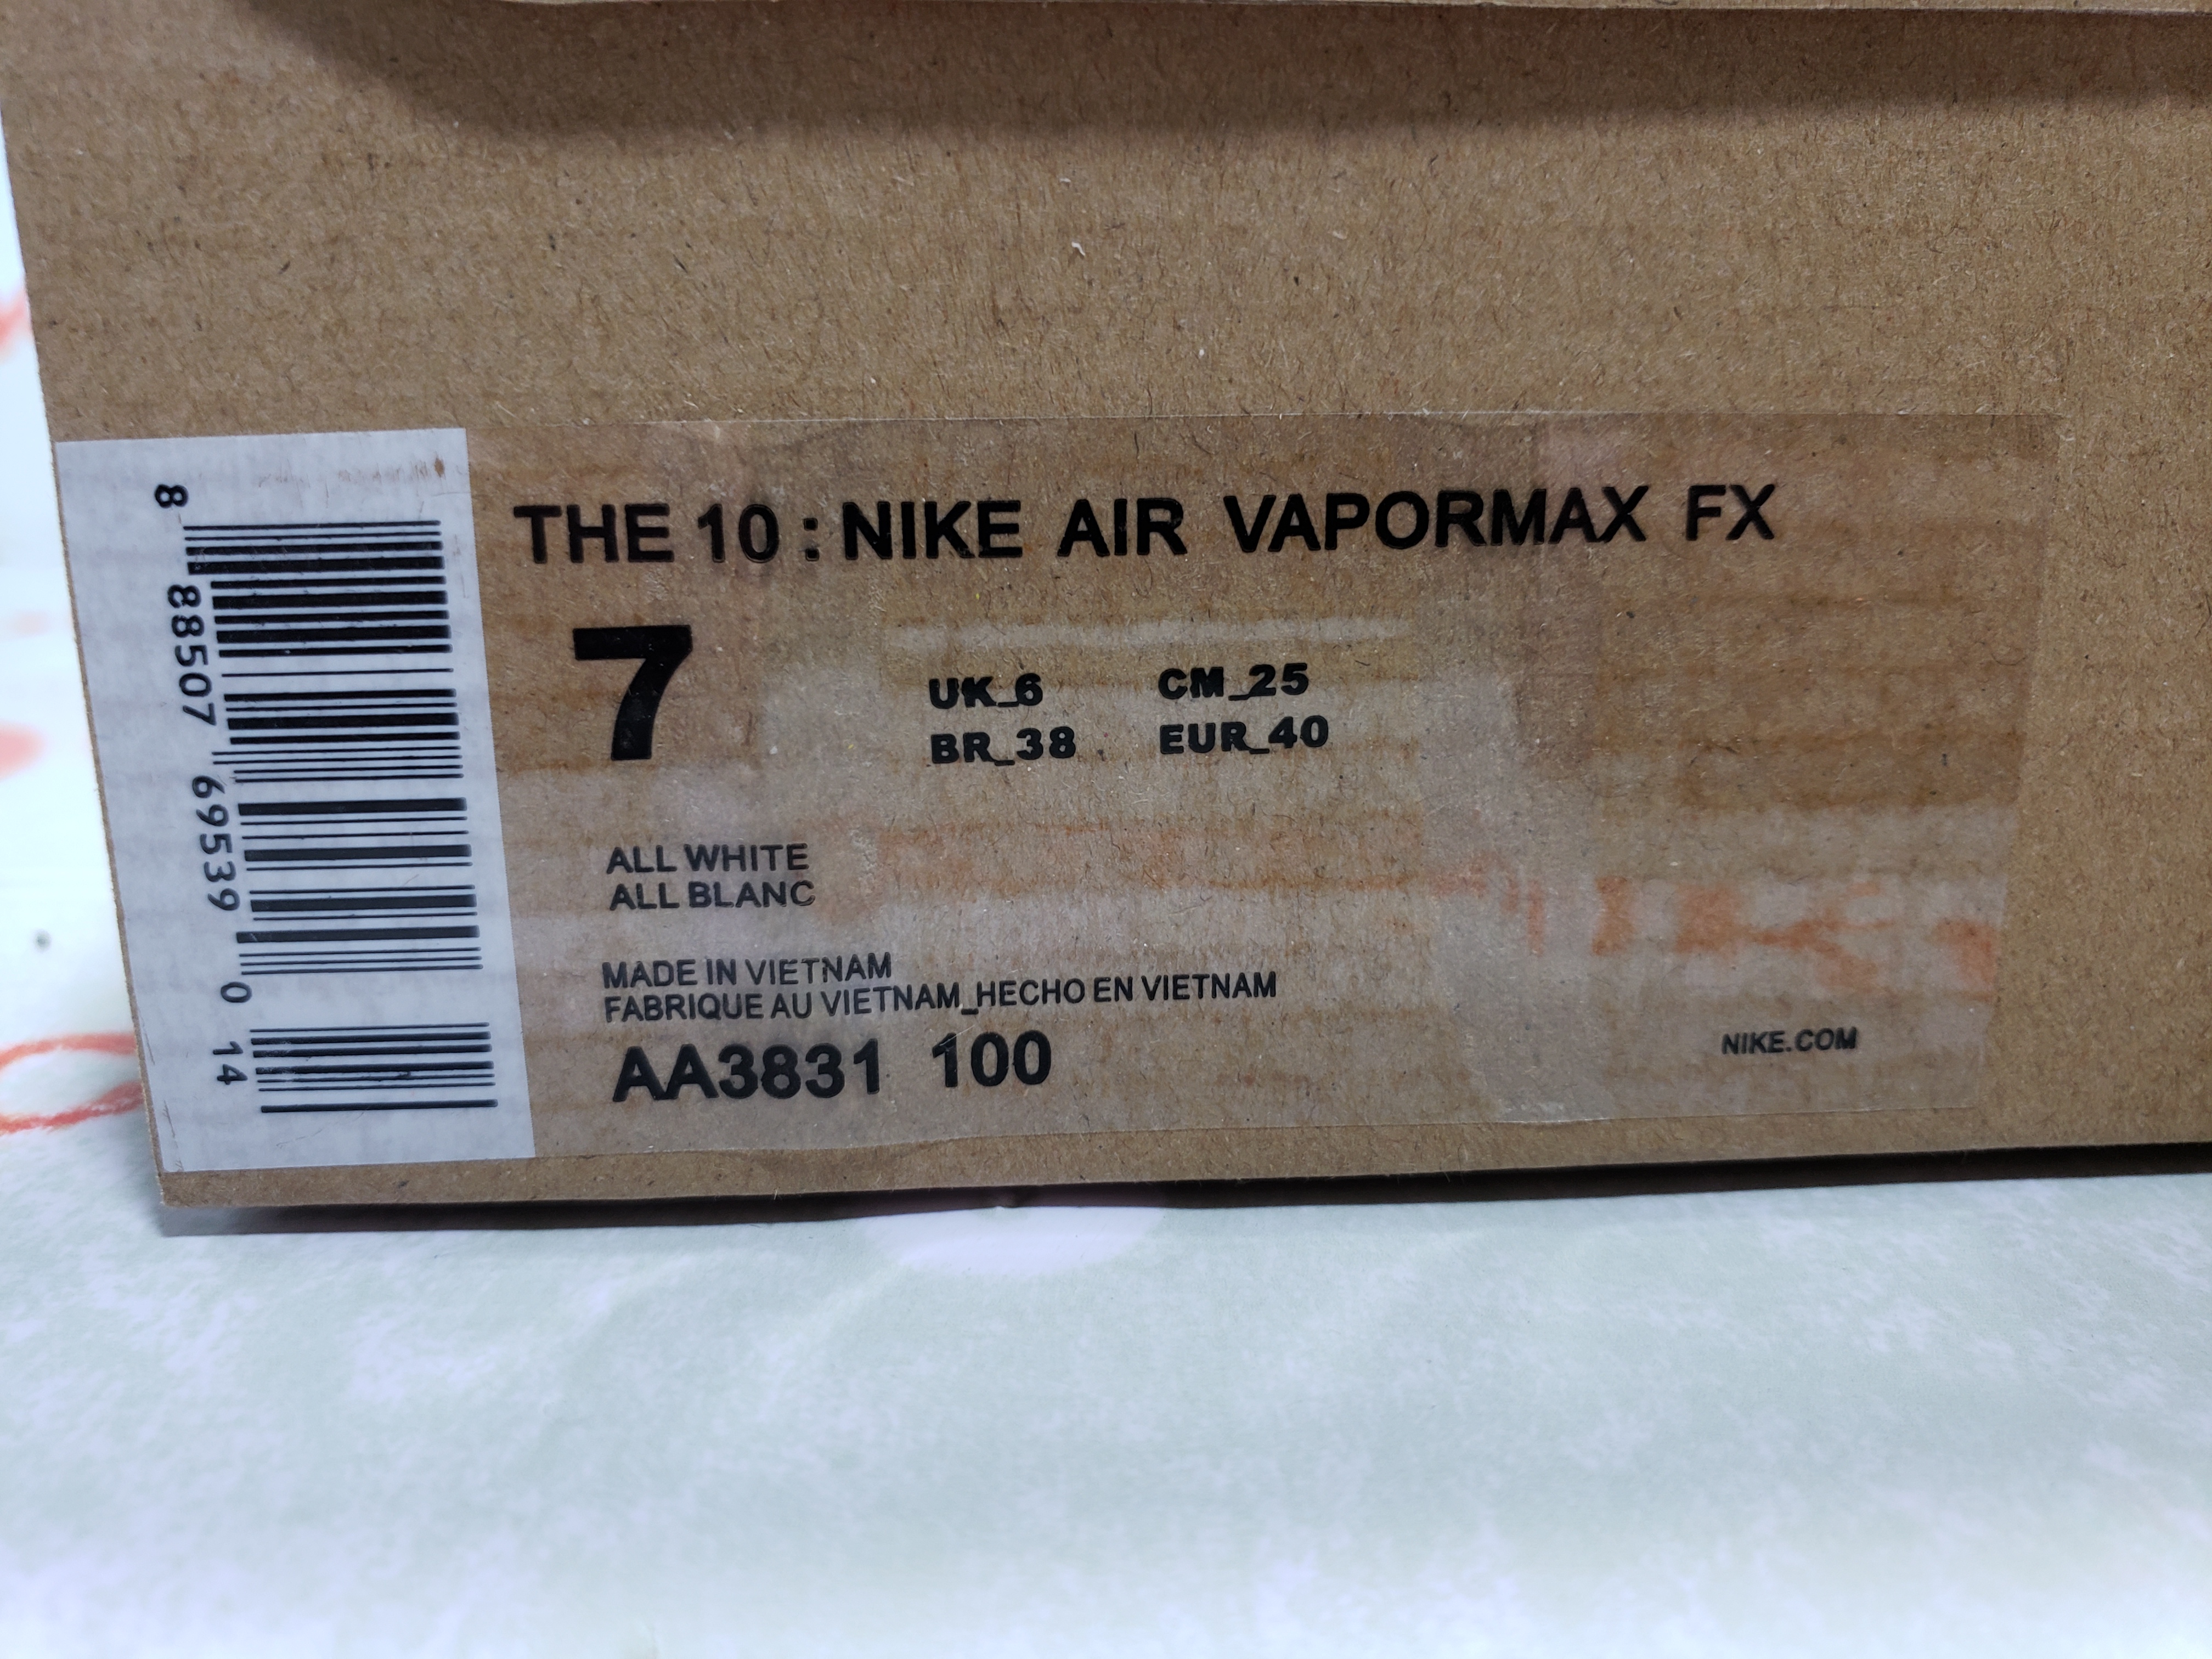 THE 10 : NIKE AIR VAPORMAX FX
7
UK_6 CM_25
BR_38 EUR_40
ALL WHITE
ALL BLANC
MADE IN VIETNAM
FABRIQUE AU VIETNAM_HECHO EN VIETNAM
AA3831 100
NIKE.COM
8 88507 69539 0 14